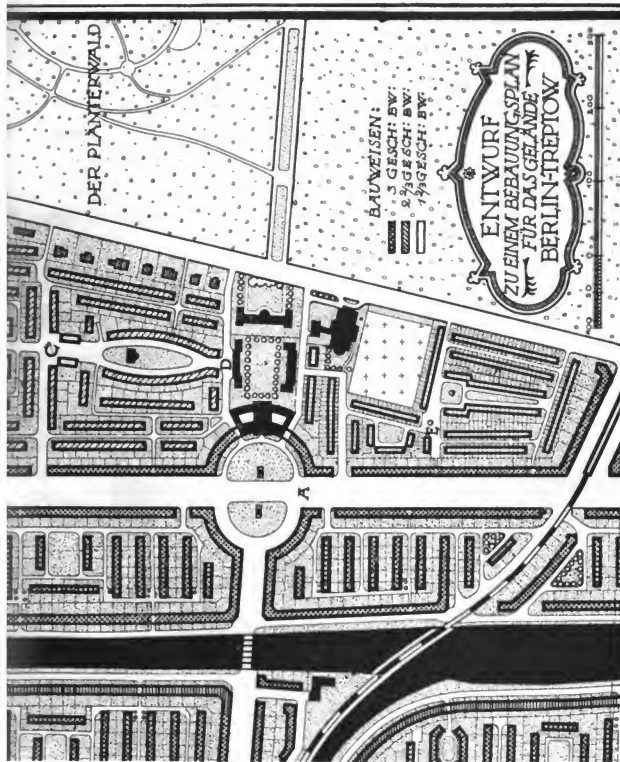 DER PLÄNTERWALD
BAUWEISEN:
3 GESCH: BW:
2 2/3 GESCH: BW:
1 2/3 GESCH: BW:
ENTWURF
ZU EINEM BEBAUUNGSPLAN
FÜR DAS GELÄNDE
BERLIN-TREPTOW
C
D
A